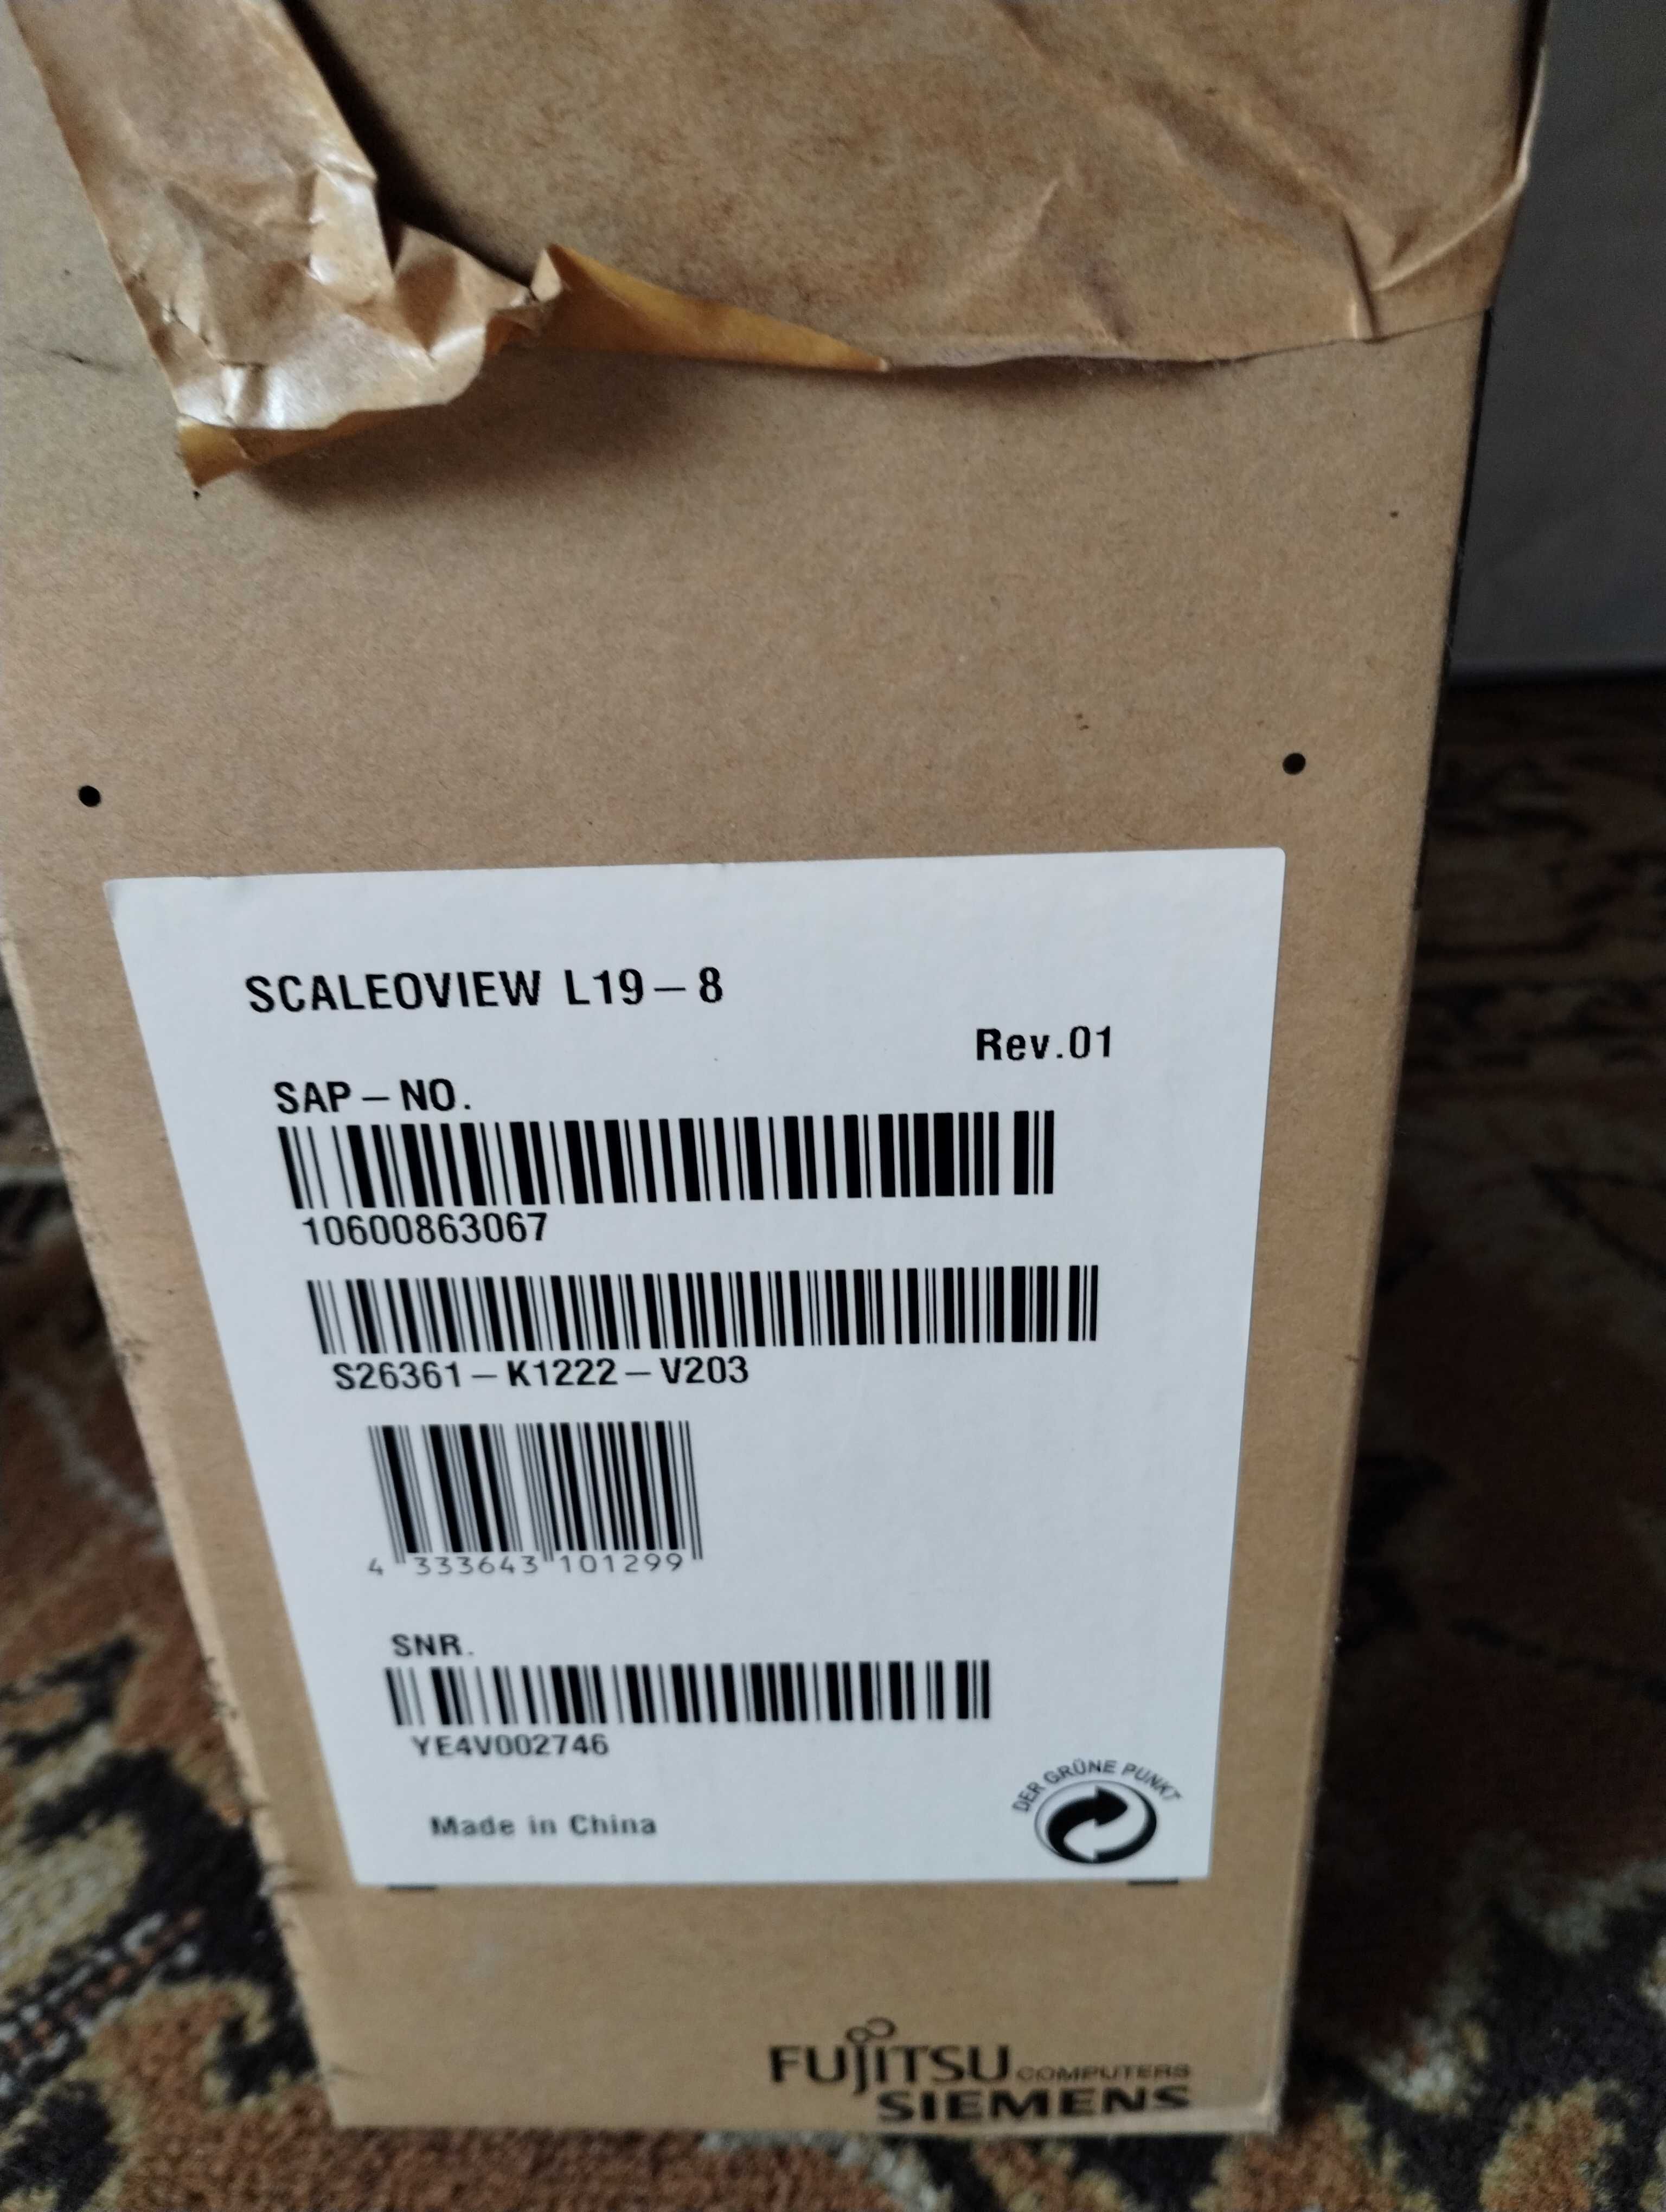 SCALEOVIEW L19-8
Rev.01
SAP-NO.
10600863067
S26361-K1222-V203
4 333643 101299
SNR.
YE4V002746
Made in China
DER GRÜNE PUNKT
FUJITSU COMPUTERS
SIEMENS